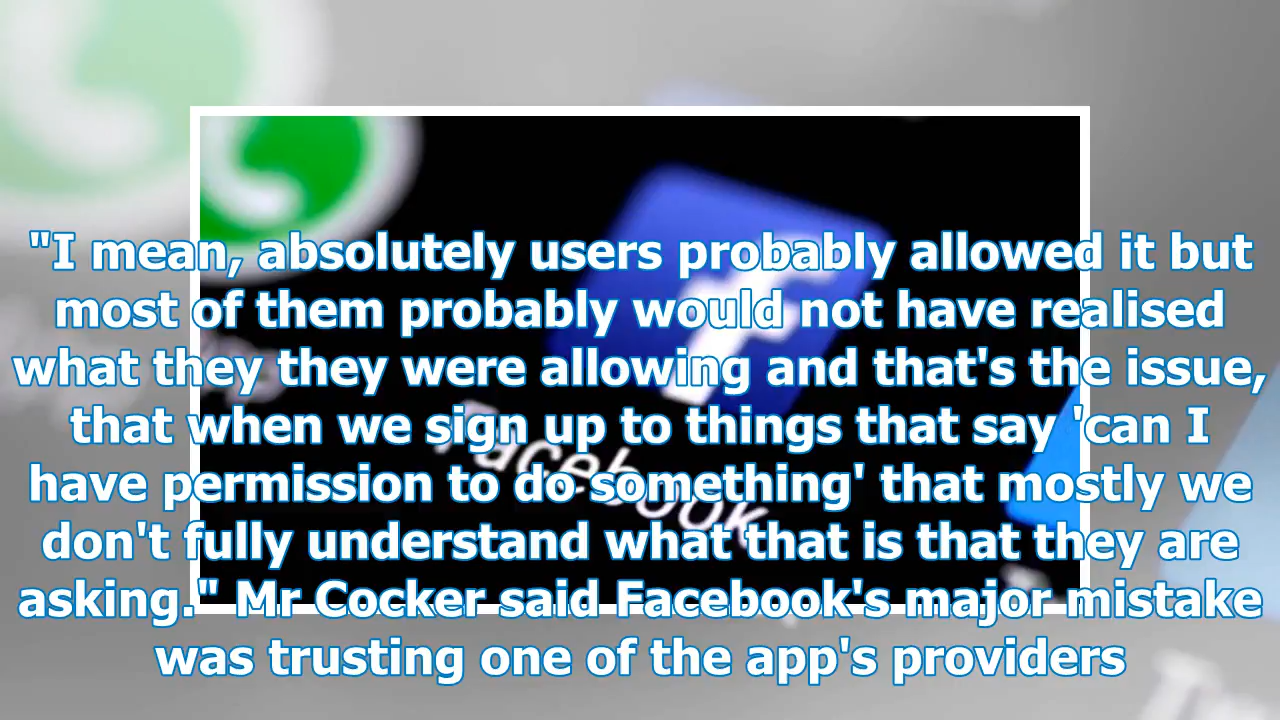 "I mean, absolutely users probably allowed it but
most of them probably would not have realised
what they they were allowing and that's the issue,
that when we sign up to things that say 'can I
have permission to do something' that mostly we
don't fully understand what that is that they are
asking." Mr Cocker said Facebook's major mistake
was trusting one of the app's providers
Facebook